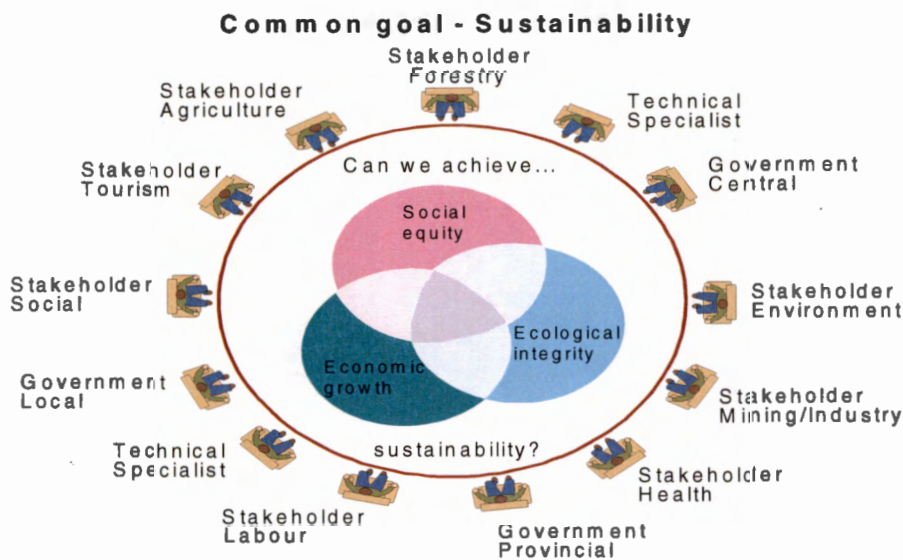 Common goal - Sustainability
Stakeholder
Forestry
Stakeholder
Agriculture
Technical
Specialist
Can we achieve...
Stakeholder
Tourism
Government
Central
Social
equity
Stakeholder
Social
Stakeholder
Environment
Ecological
integrity
Economic
growth
Government
Local
Stakeholder
Mining/Industry
sustainability?
Technical
Specialist
Stakeholder
Health
Stakeholder
Labour
Government
Provincial